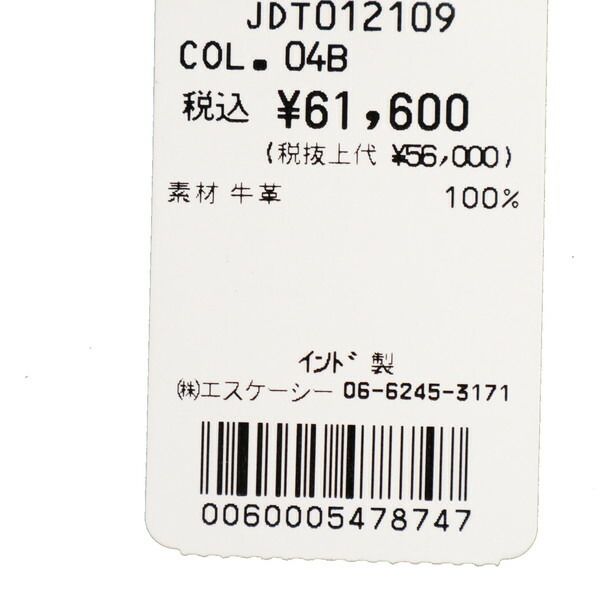 JDT012109
COL. 04B
税込 ¥61,600
(税抜上代 ¥56,000)
素材 牛革 100%
インド 製
㈱エスケーシー 06-6245-3171
0060005478747